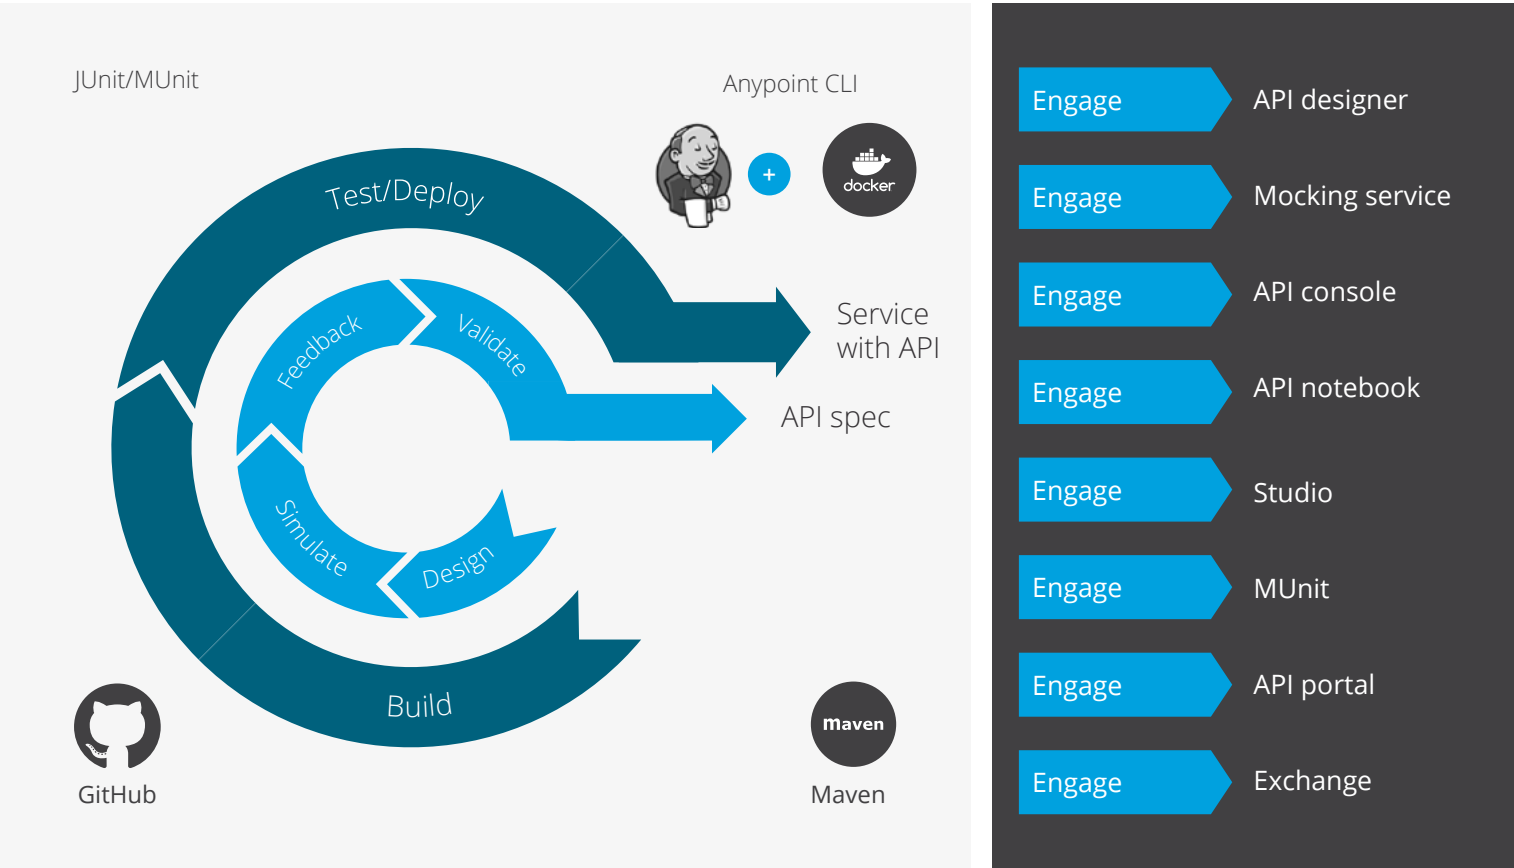 JUnit/MUnit
Anypoint CLI
+
docker
Test/Deploy
Feedback
Validate
Service
with API
API spec
Simulate
Design
Build
GitHub
maven
Maven
Engage
API designer
Engage
Mocking service
Engage
API console
Engage
API notebook
Engage
Studio
Engage
MUnit
Engage
API portal
Engage
Exchange